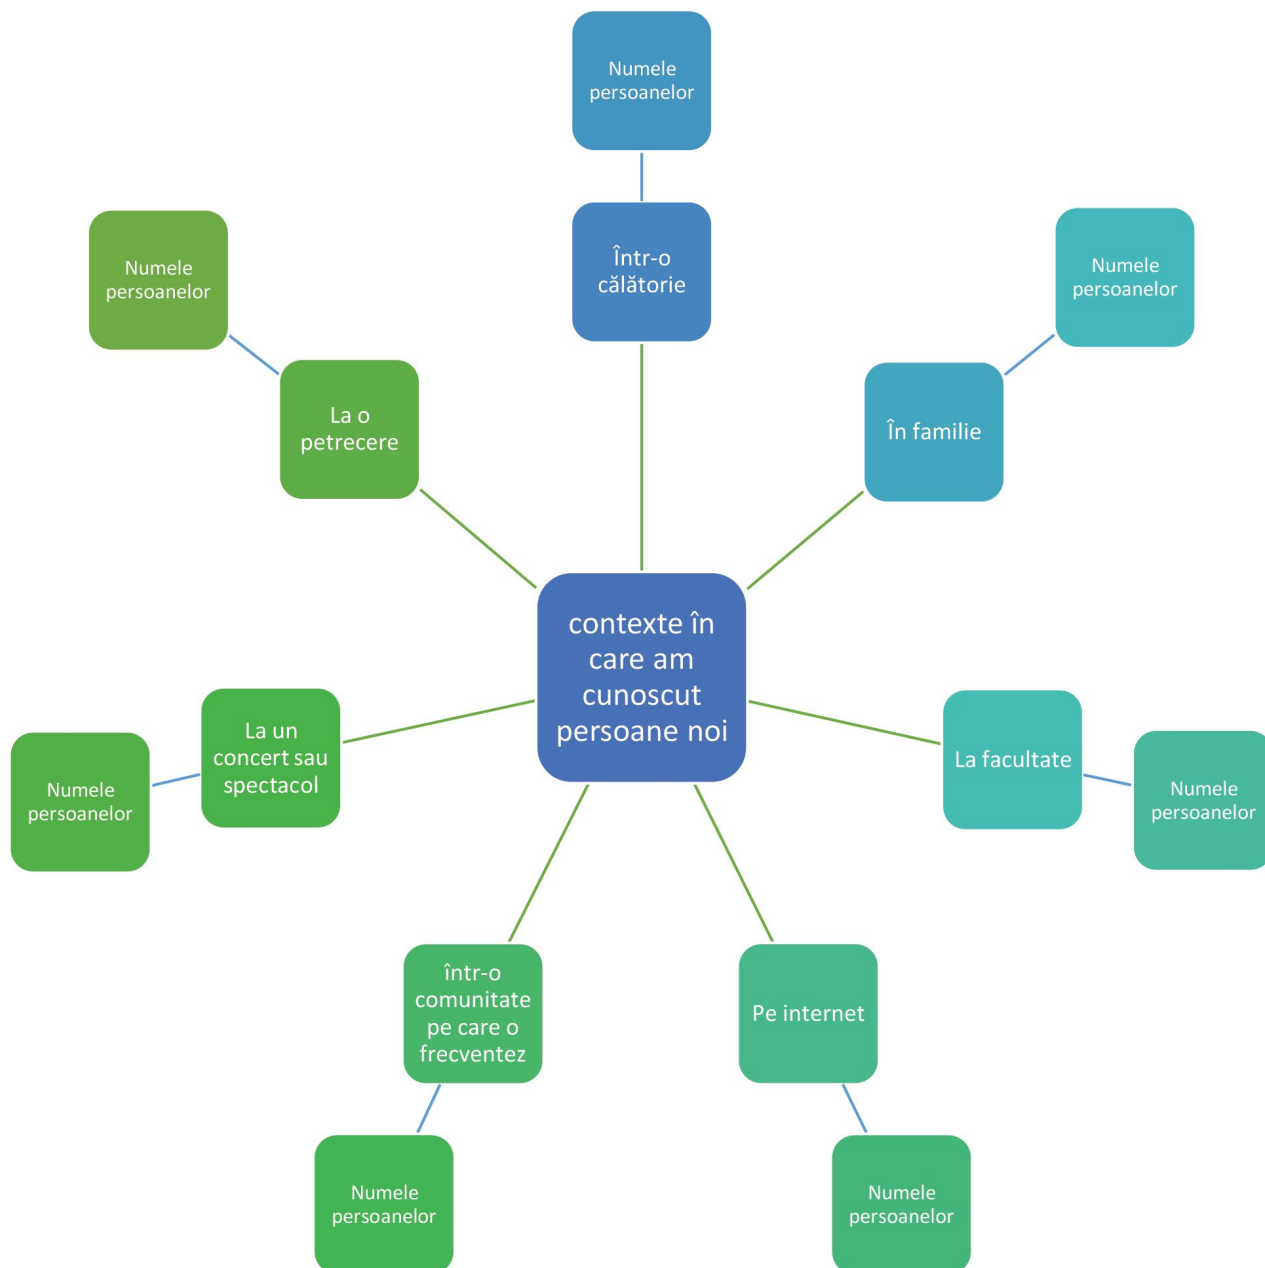 Numele
persoanelor
Într-o
călătorie
Numele
persoanelor
În familie
Numele
persoanelor
La facultate
Numele
persoanelor
Pe internet
Numele
persoanelor
într-o
comunitate
pe care o
frecventez
Numele
persoanelor
La un
concert sau
spectacol
Numele
persoanelor
La o
petrecere
Numele
persoanelor
contexte în
care am
cunoscut
persoane noi